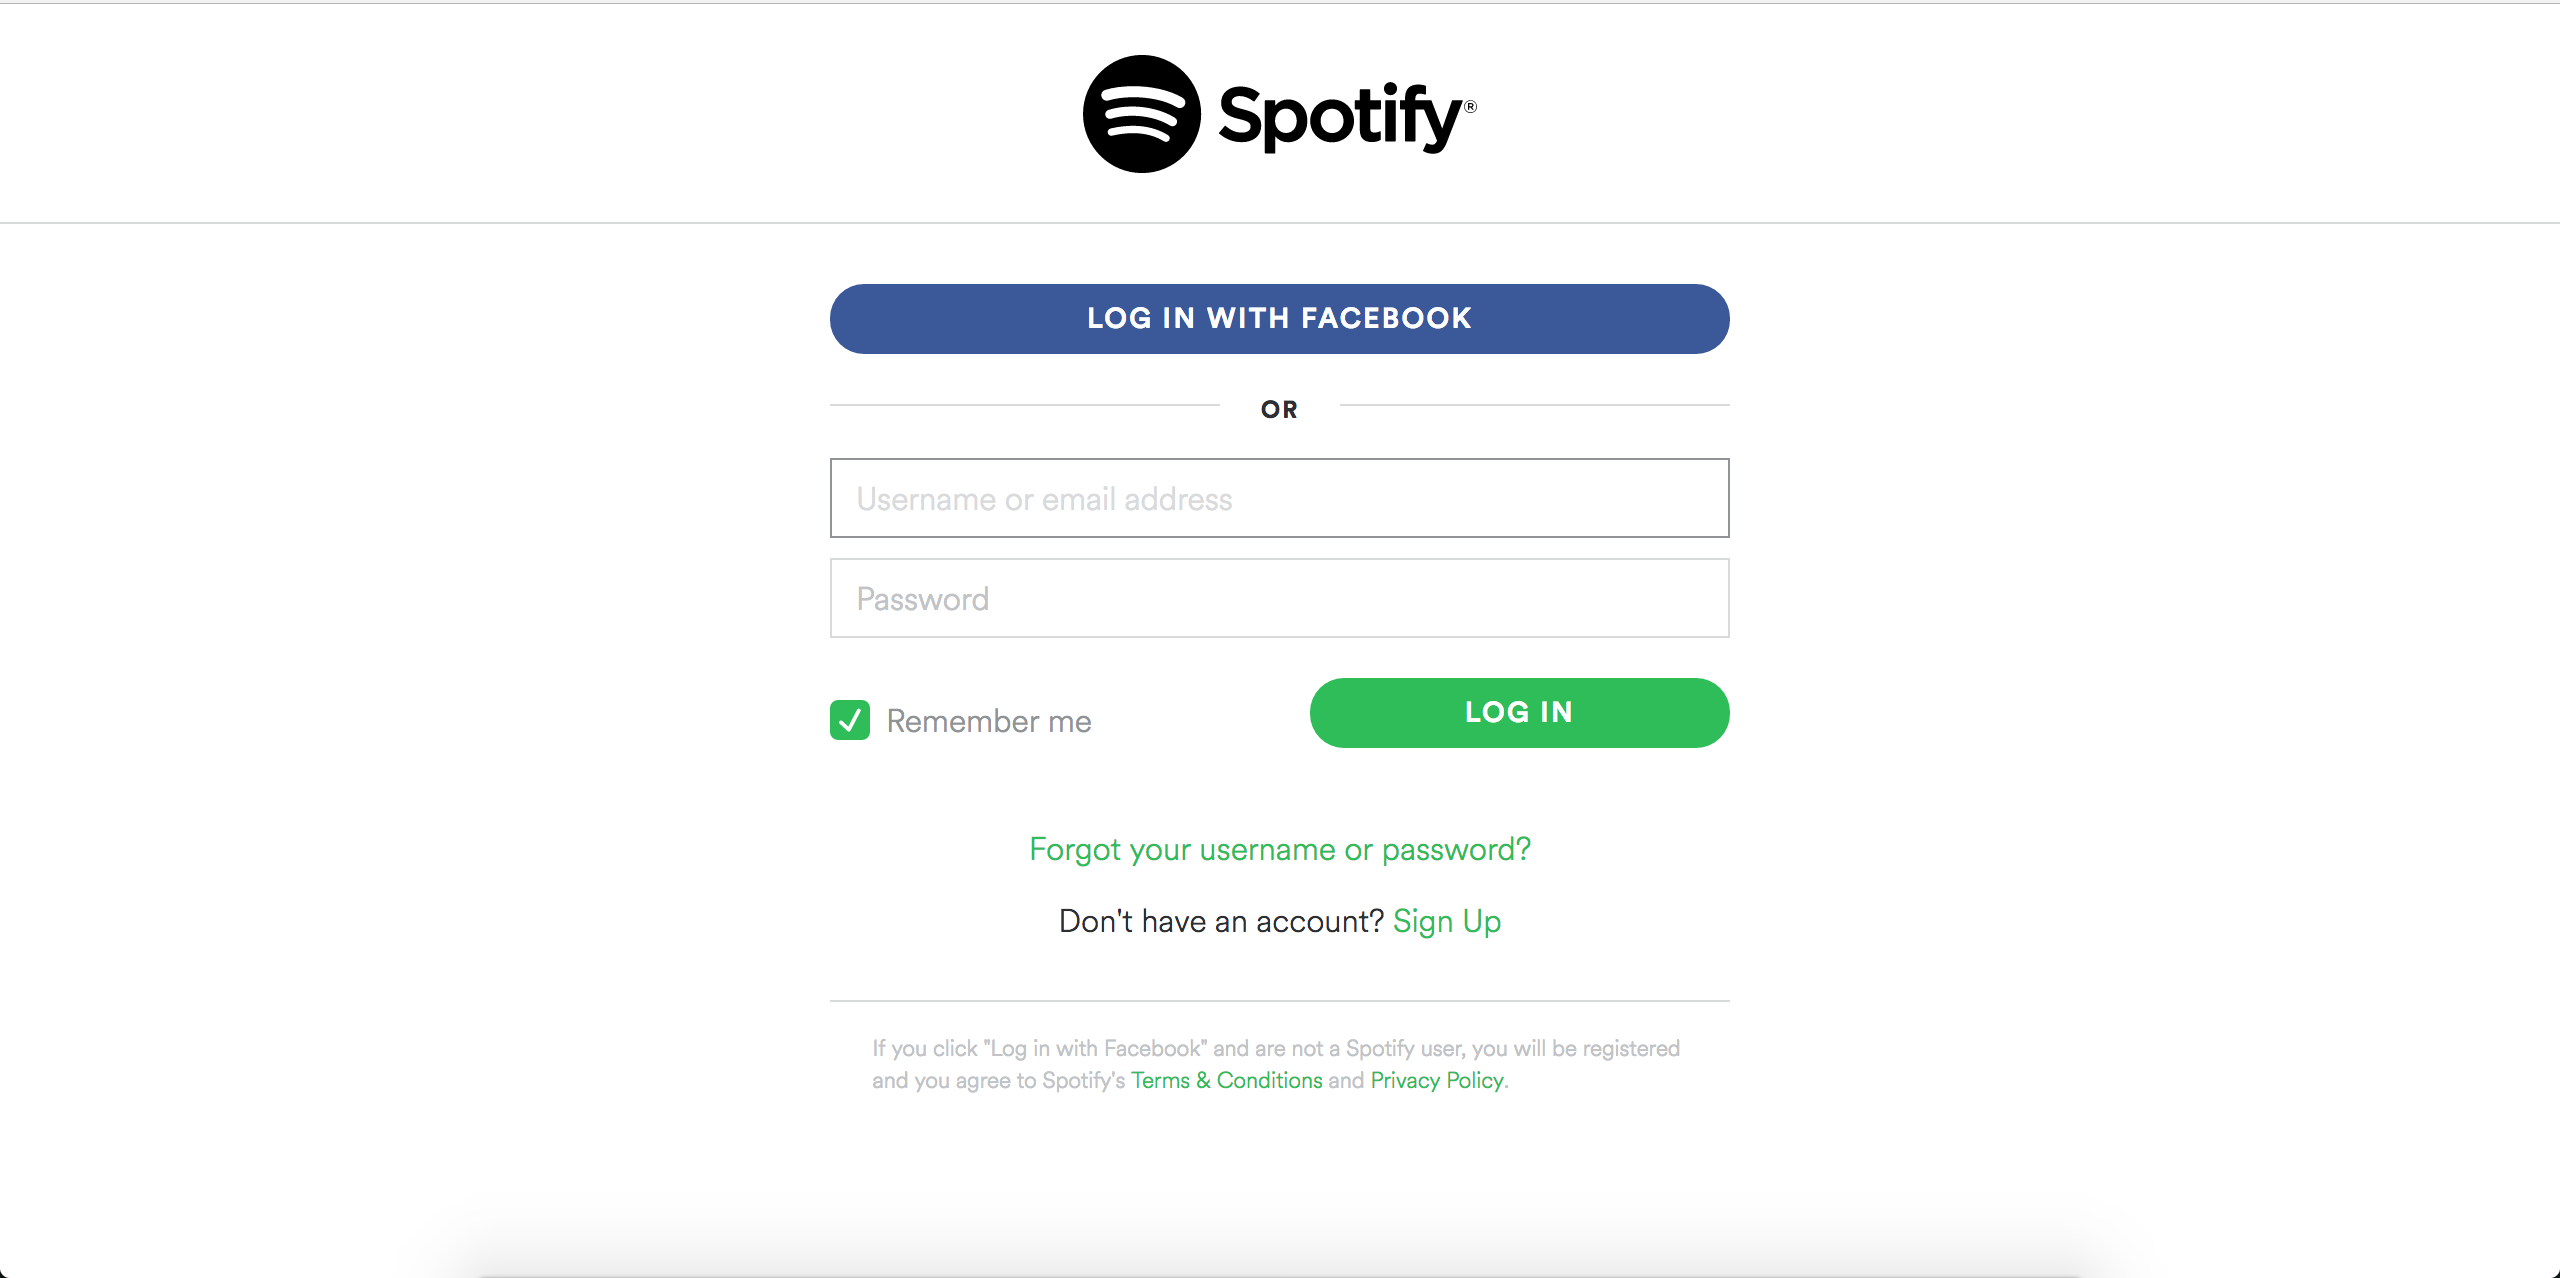 Spotify®
LOG IN WITH FACEBOOK
OR
Username or email address
Password
Remember me
LOG IN
Forgot your username or password?
Don't have an account? Sign Up
If you click "Log in with Facebook" and are not a Spotify user, you will be registered
and you agree to Spotify's Terms & Conditions and Privacy Policy.